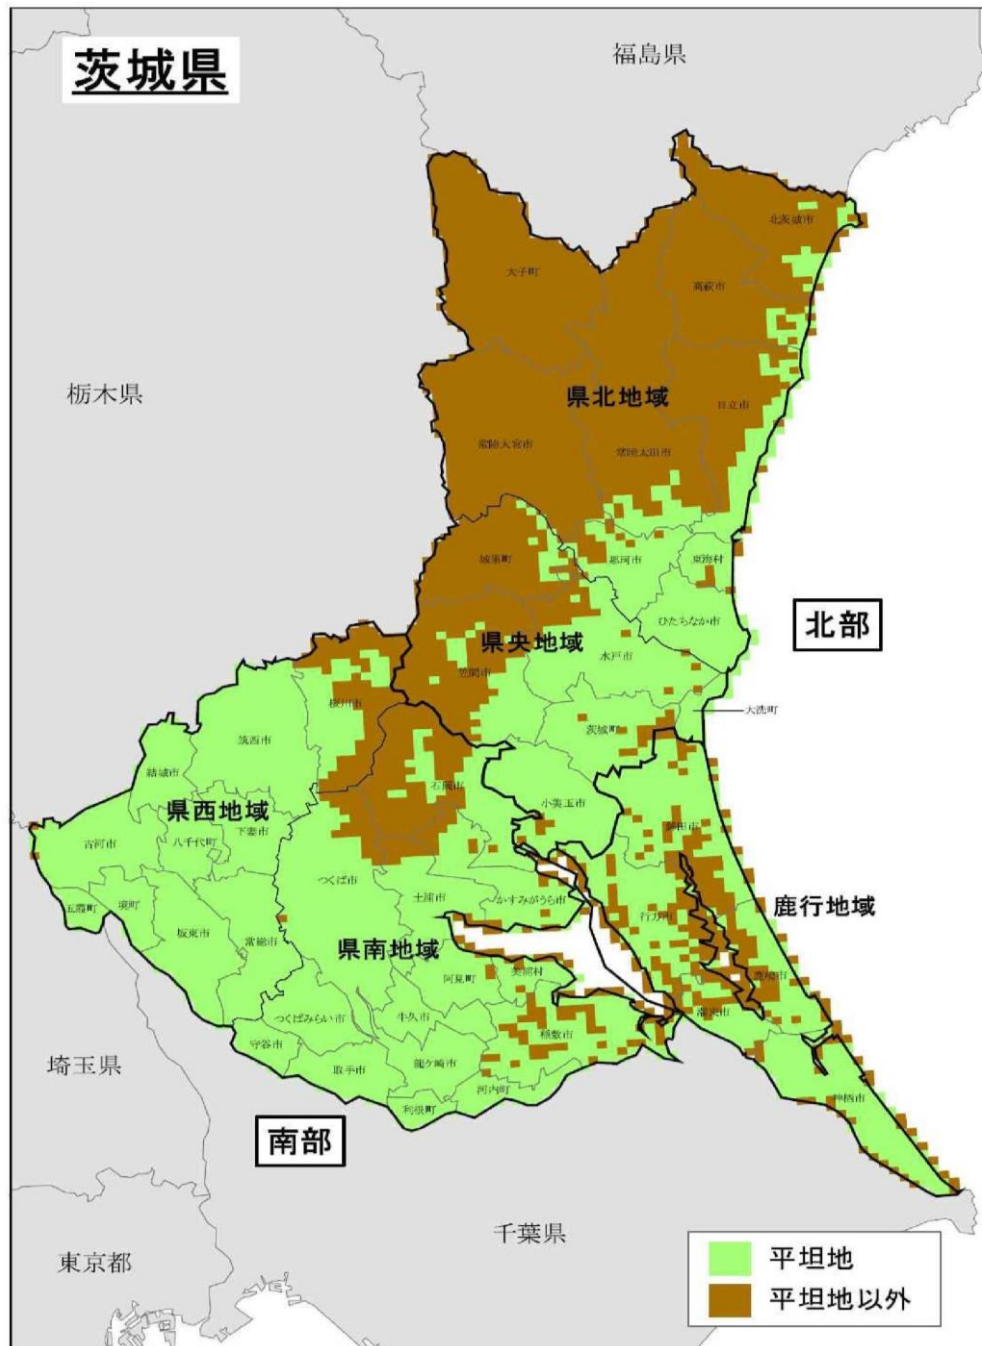 茨城県
福島県
北茨城市
大子町
高萩市
栃木県
県北地域
日立市
常陸大宮市
常陸太田市
城里町
那珂市
東海村
ひたちなか市
北部
県央地域
水戸市
笠間市
桜川市
大洗町
茨城町
筑西市
結城市
石岡市
小美玉市
県西地域
下妻市
八千代町
古河市
鉾田市
つくば市
土浦市
かすみがうら市
五霞町
境町
行方市
鹿行地域
坂東市
常総市
県南地域
阿見町
美浦村
鹿嶋市
潮来市
つくばみらい市
牛久市
稲敷市
守谷市
取手市
龍ケ崎市
河内町
利根町
神栖市
埼玉県
南部
千葉県
東京都
平坦地
平坦地以外